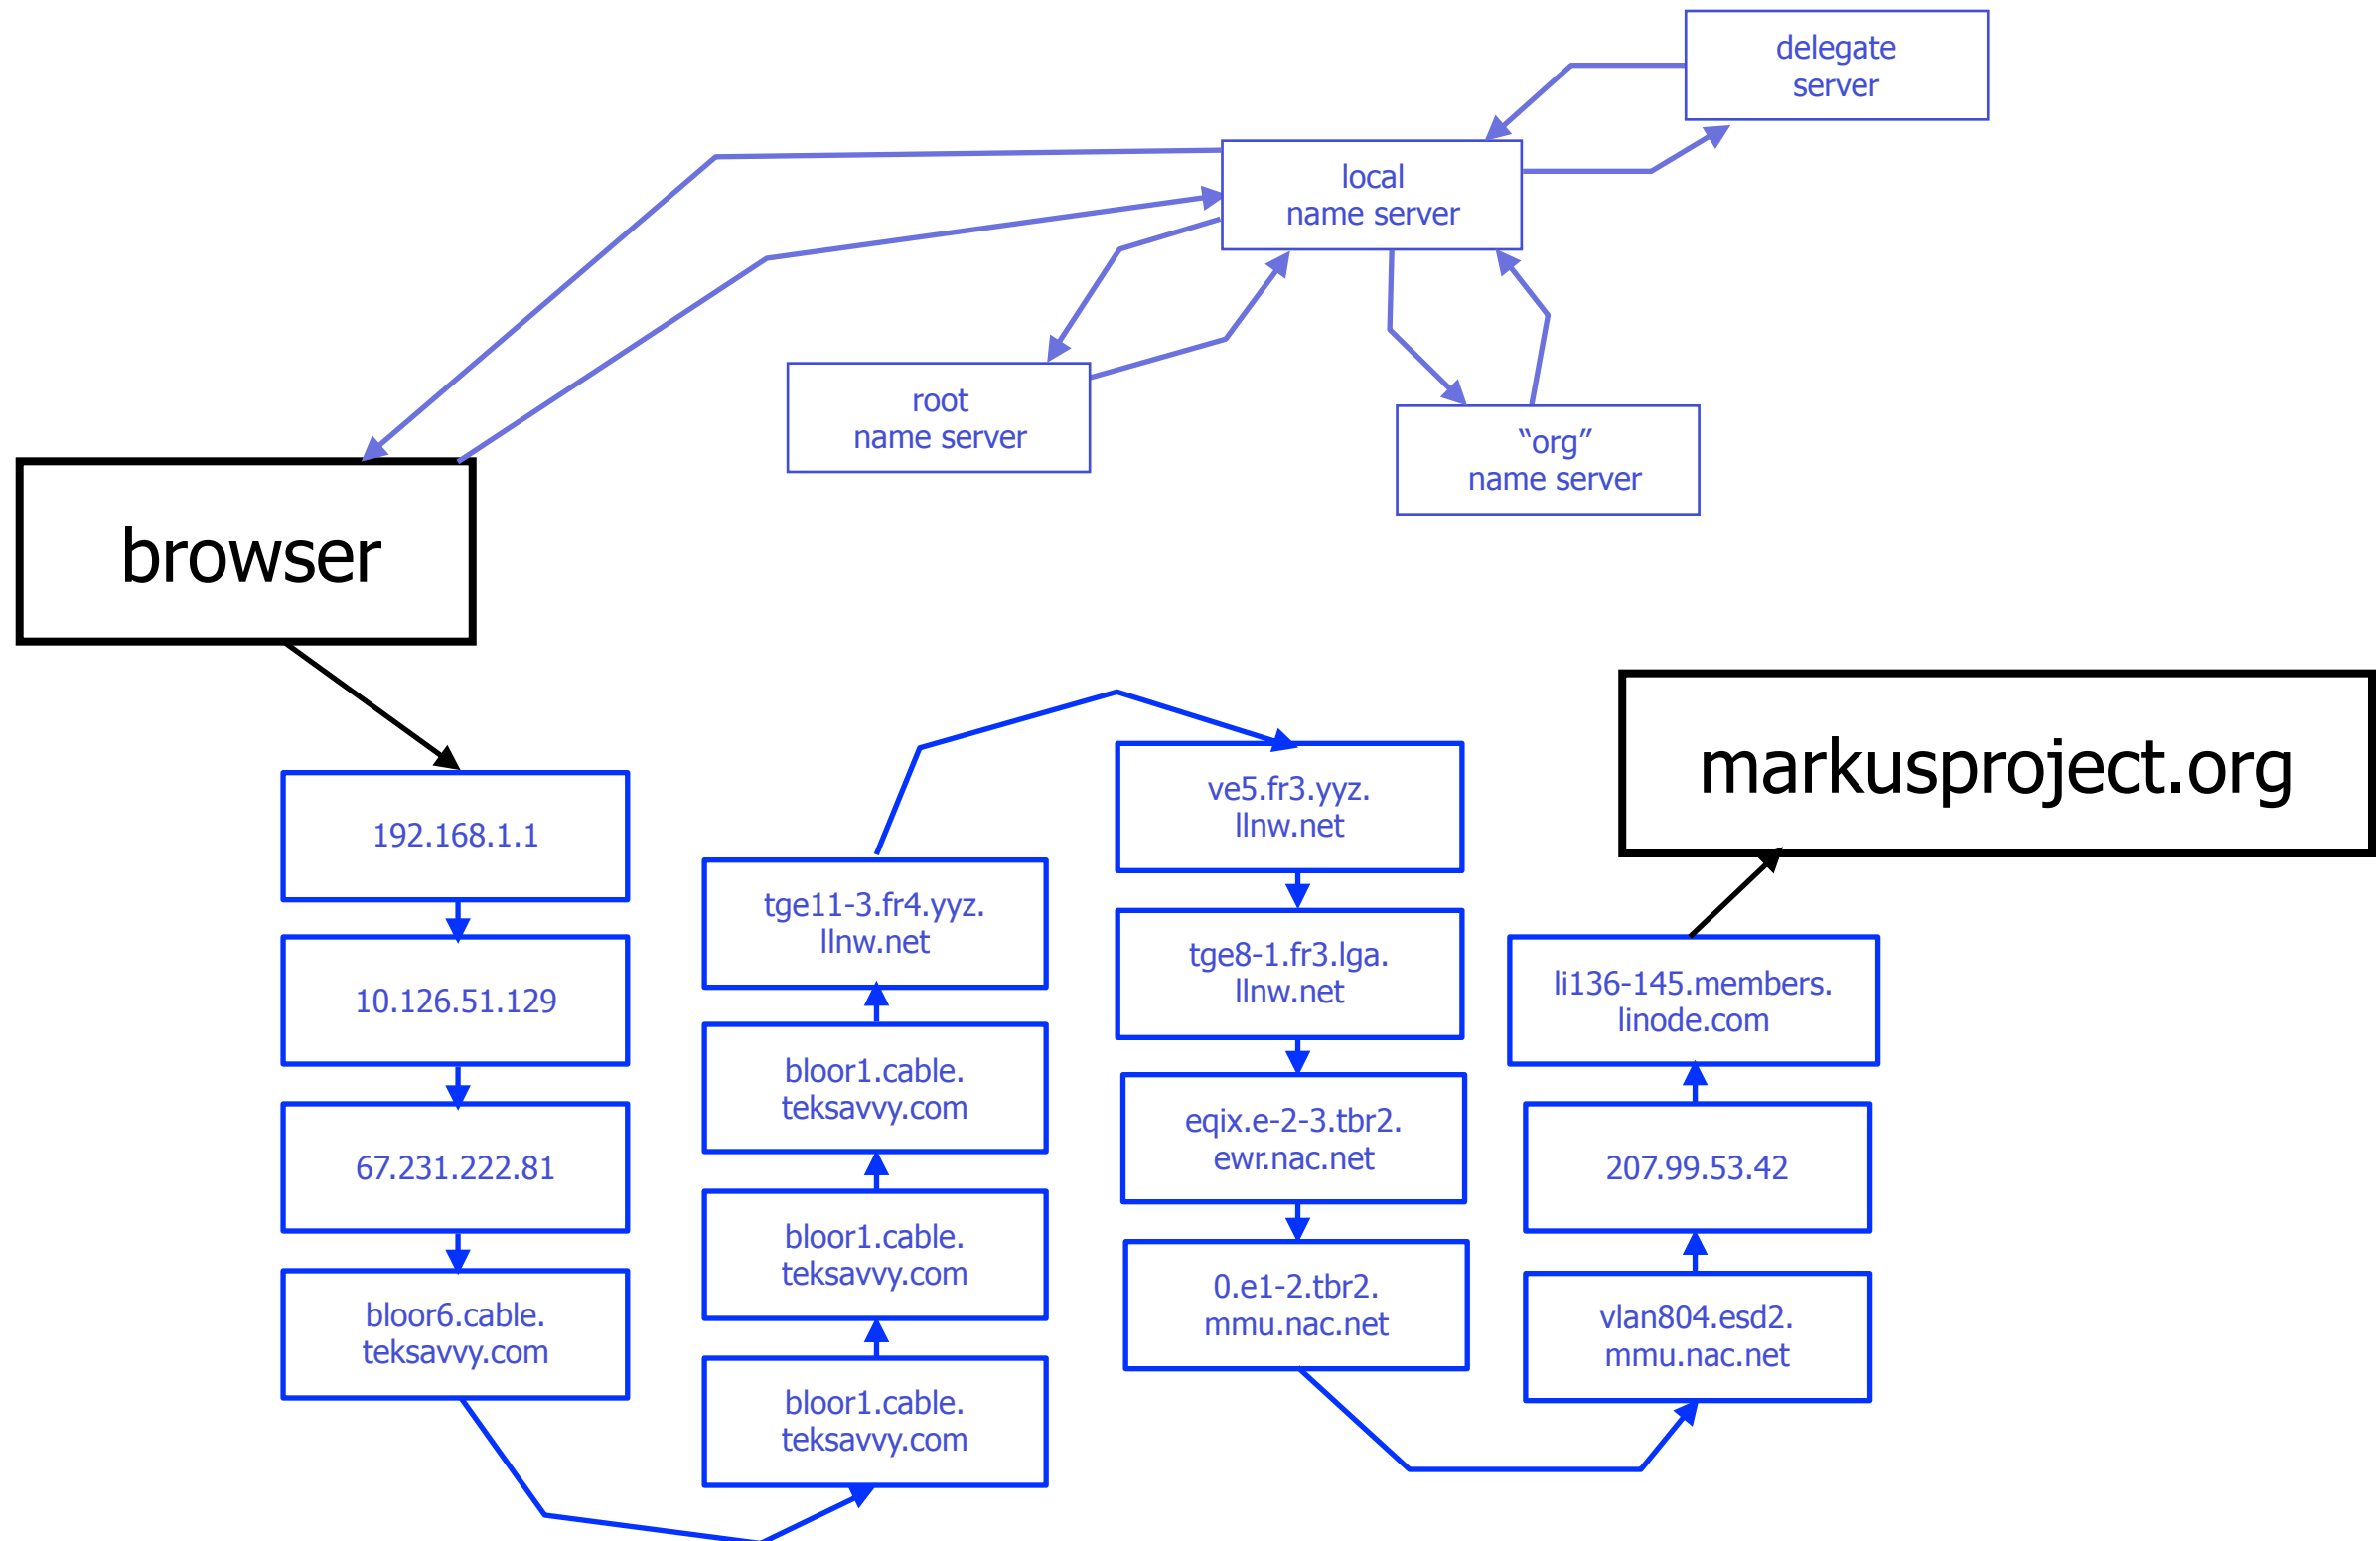 delegate
server
local
name server
root
name server
“org”
name server
browser
markusproject.org
192.168.1.1
10.126.51.129
67.231.222.81
bloor6.cable.
teksavvy.com
tge11-3.fr4.yyz.
llnw.net
bloor1.cable.
teksavvy.com
bloor1.cable.
teksavvy.com
bloor1.cable.
teksavvy.com
ve5.fr3.yyz.
llnw.net
tge8-1.fr3.lga.
llnw.net
eqix.e-2-3.tbr2.
ewr.nac.net
0.e1-2.tbr2.
mmu.nac.net
li136-145.members.
linode.com
207.99.53.42
vlan804.esd2.
mmu.nac.net